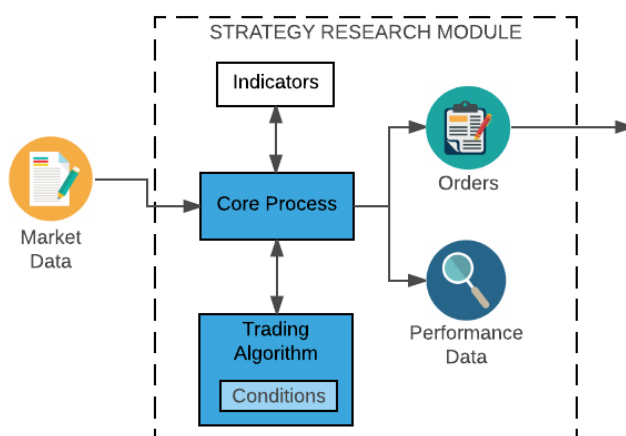 STRATEGY RESEARCH MODULE
Indicators
Market
Data
Core Process
Orders
Trading
Algorithm
Conditions
Performance
Data